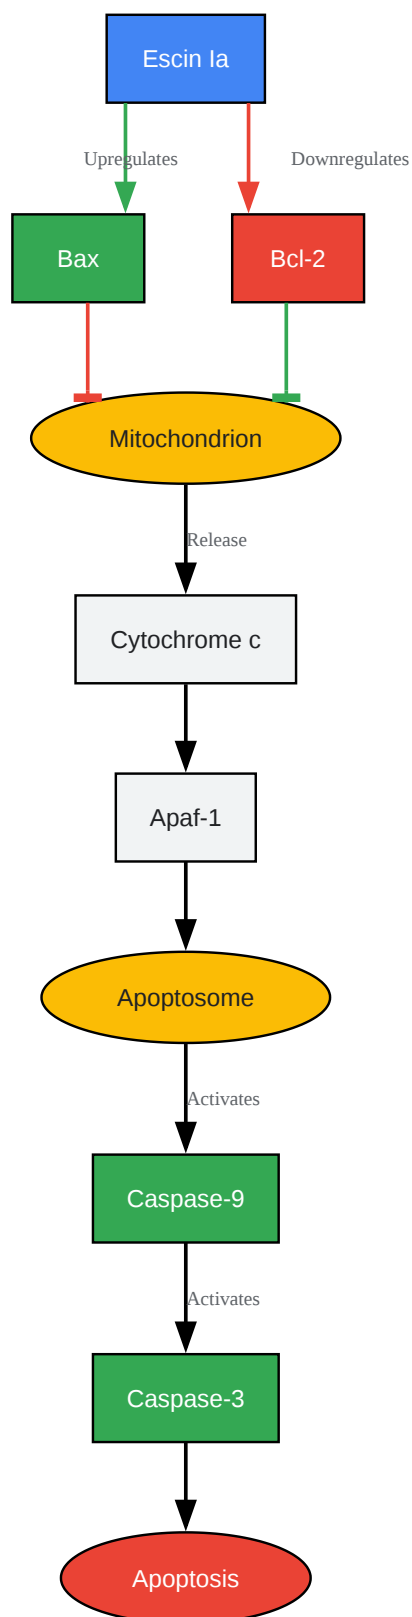 Escin Ia
Upregulates
Downregulates
Bax
Bcl-2
Mitochondrion
Release
Cytochrome c
Apaf-1
Apoptosome
Activates
Caspase-9
Activates
Caspase-3
Apoptosis